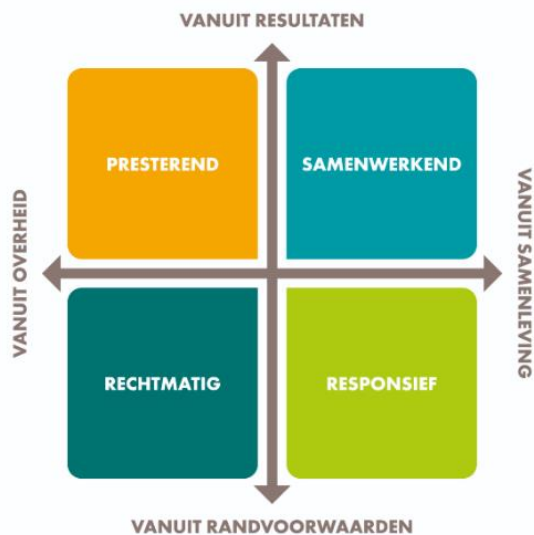 VANUIT RESULTATEN
PRESTEREND
SAMENWERKEND
VANUIT OVERHEID
VANUIT SAMENLEVING
RECHTMATIG
RESPONSIEF
VANUIT RANDVOORWAARDEN